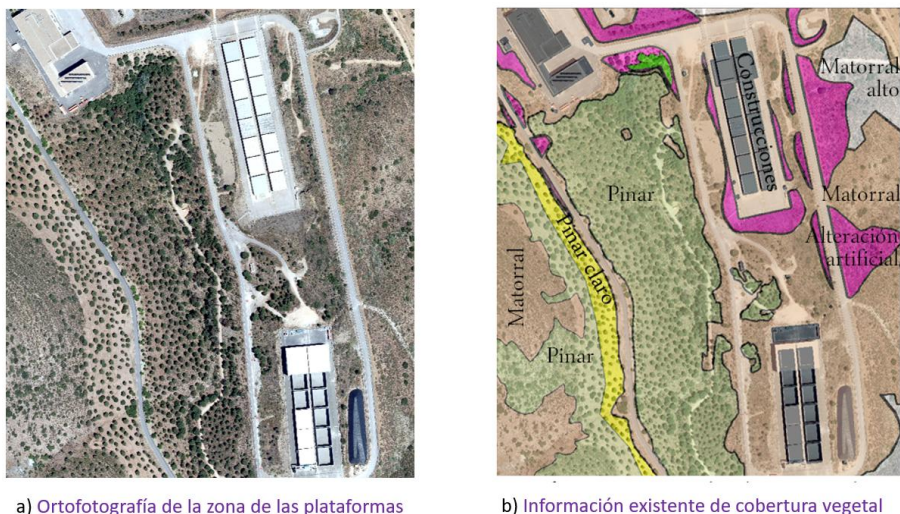 Matorral
alto
Construcciones
Pinar
Matorral
Pinar claro
Alteración
artificial
Matorral
Pinar
a) Ortofotografía de la zona de las plataformas
b) Información existente de cobertura vegetal